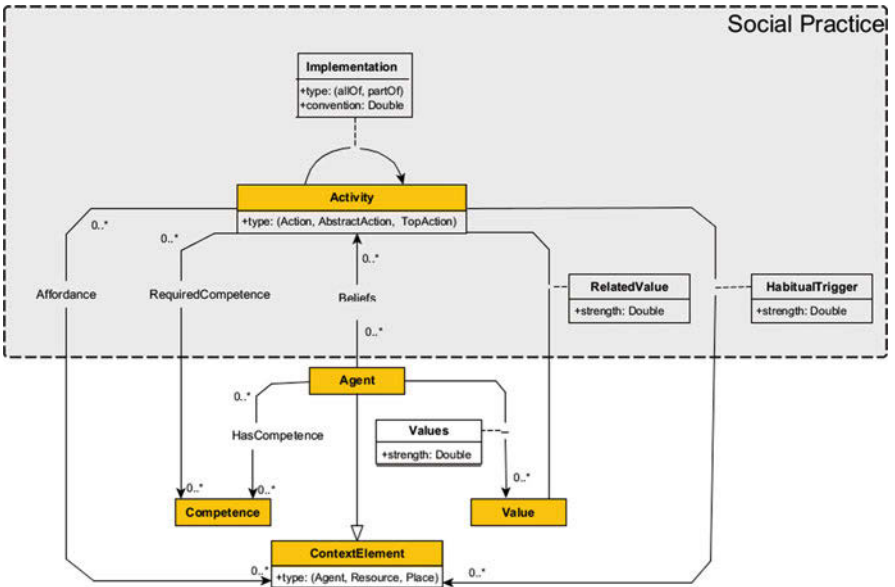 Social Practice
Implementation
+type: (allOf, partOf)
+convention: Double
Activity
+type: (Action, AbstractAction, TopAction)
0..*
0..*
0..*
Affordance
RequiredCompetence
Beliefs
RelatedValue
+strength: Double
HabitualTrigger
+strength: Double
0..*
0..*
Agent
0..*
HasCompetence
Values
+strength: Double
0..*
0..*
0..*
Competence
Value
ContextElement
+type: (Agent, Resource, Place)
0..*
0..*